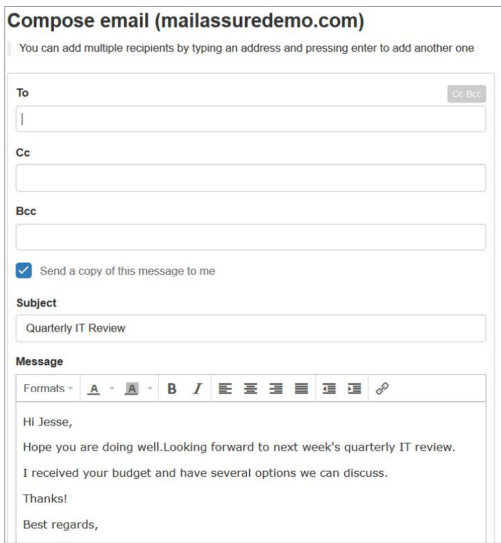 Compose email (mailassuredemo.com)
You can add multiple recipients by typing an address and pressing enter to add another one
To
Cc Bcc
Cc
Bcc
Send a copy of this message to me
Subject
Quarterly IT Review
Message
Formats A A B I
Hi Jesse,
Hope you are doing well.Looking forward to next week's quarterly IT review.
I received your budget and have several options we can discuss.
Thanks!
Best regards,